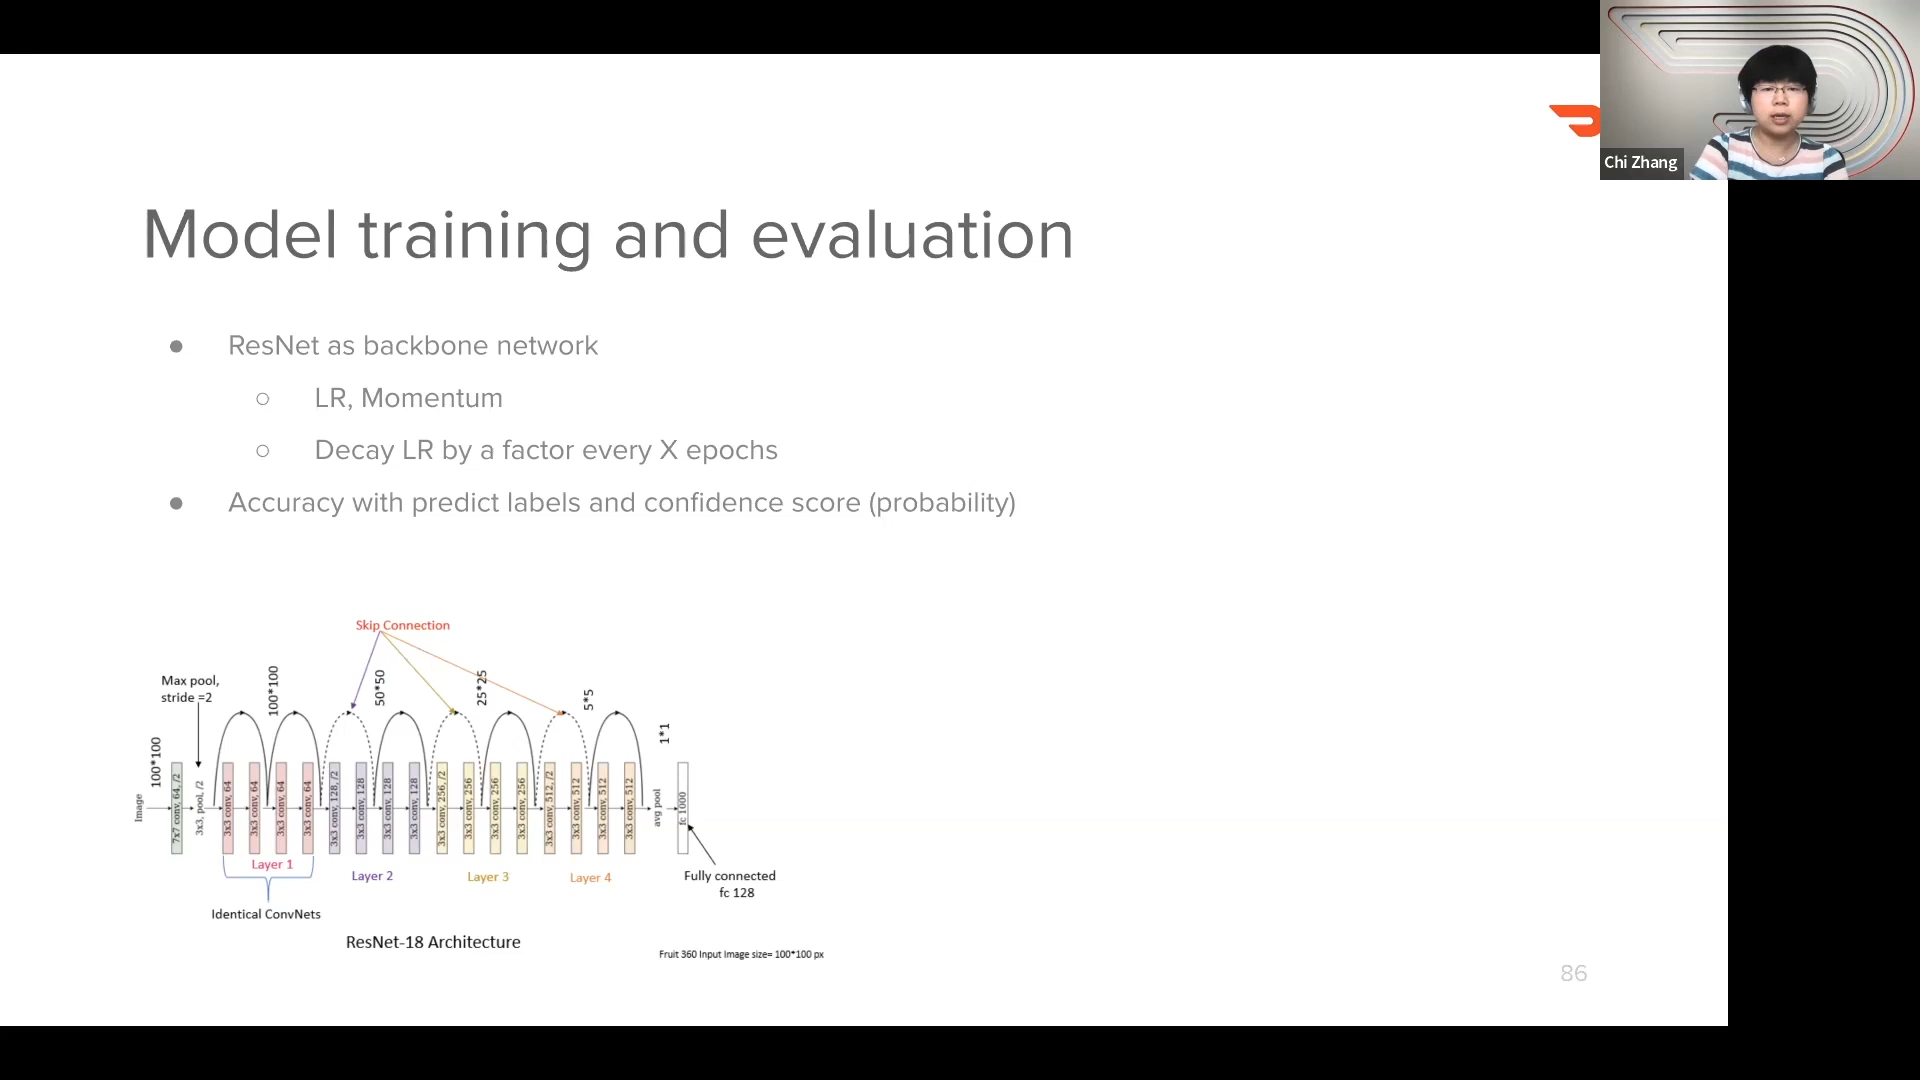 Chi Zhang
Model training and evaluation
● ResNet as backbone network
○ LR, Momentum
○ Decay LR by a factor every X epochs
● Accuracy with predict labels and confidence score (probability)
Skip Connection
Max pool,
stride =2
100*100
100*100
50*50
25*25
5*5
1*1
Image
7x7 conv, 64, /2
3x3, pool, /2
3x3 conv, 64
3x3 conv, 64
3x3 conv, 64
3x3 conv, 64
3x3 conv, 128, /2
3x3 conv, 128
3x3 conv, 128
3x3 conv, 128
3x3 conv, 256, /2
3x3 conv, 256
3x3 conv, 256
3x3 conv, 256
3x3 conv, 512, /2
3x3 conv, 512
3x3 conv, 512
3x3 conv, 512
avg pool
fc 1000
Layer 1
Layer 2
Layer 3
Layer 4
Fully connected
fc 128
Identical ConvNets
ResNet-18 Architecture
Fruit 360 Input Image size= 100*100 px
86